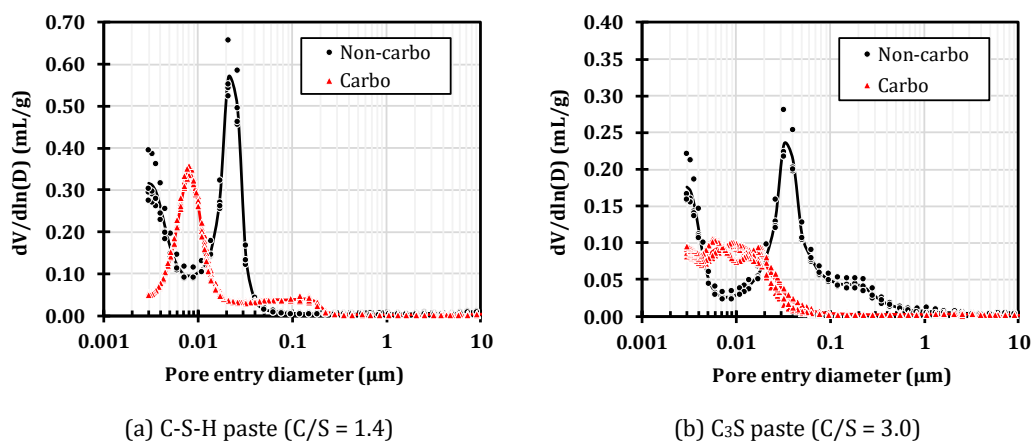 0.70
0.60
0.50
0.40
0.30
0.20
0.10
0.00
dV/dln(D) (mL/g)
Non-carbo
Carbo
0.001 0.01 0.1 1 10
Pore entry diameter (µm)
(a) C-S-H paste (C/S = 1.4)
0.40
0.35
0.30
0.25
0.20
0.15
0.10
0.05
0.00
dV/dln(D) (mL/g)
Non-carbo
Carbo
0.001 0.01 0.1 1 10
Pore entry diameter (µm)
(b) C₃S paste (C/S = 3.0)